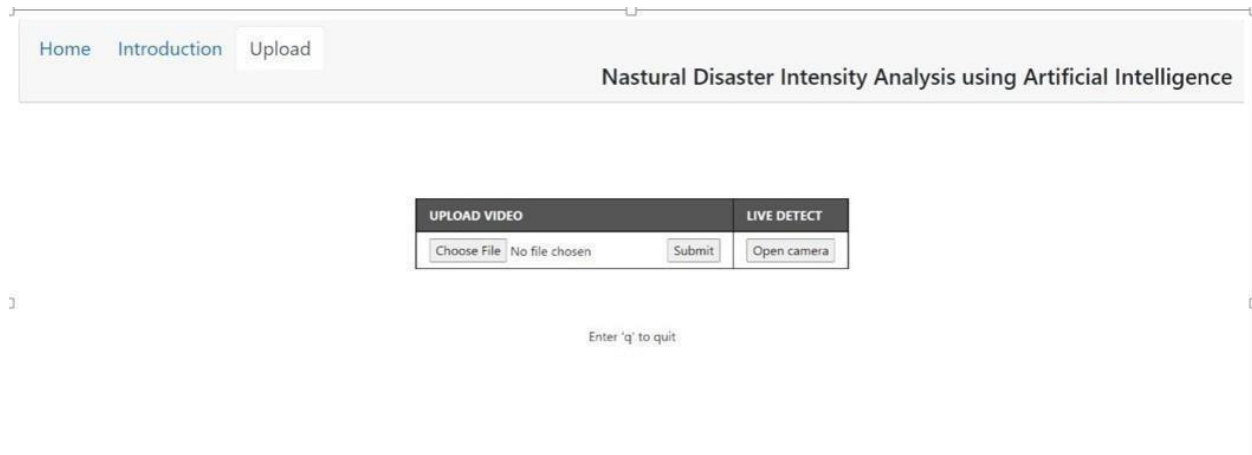 Home Introduction Upload
Nastural Disaster Intensity Analysis using Artificial Intelligence
UPLOAD VIDEO LIVE DETECT
Choose File No file chosen Submit Open camera
Enter 'q' to quit